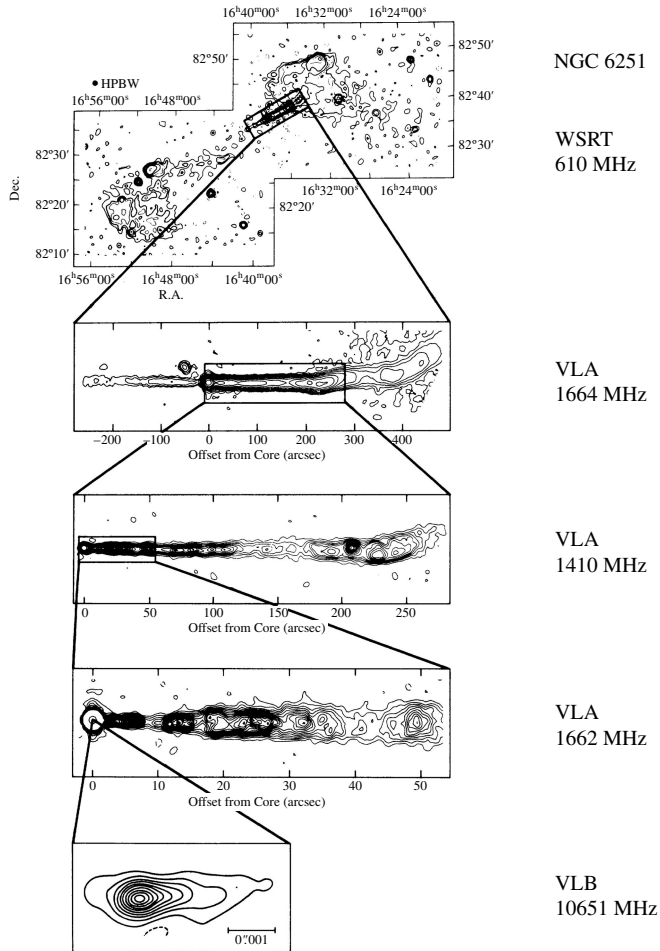 16ʰ40ᵐ00ˢ 16ʰ32ᵐ00ˢ 16ʰ24ᵐ00ˢ
82°50′ 82°50′
NGC 6251
HPBW
16ʰ56ᵐ00ˢ 16ʰ48ᵐ00ˢ
82°40′ 82°40′
82°30′
WSRT
610 MHz
82°30′
16ʰ32ᵐ00ˢ 16ʰ24ᵐ00ˢ
Dec.
82°20′ 82°20′
82°10′
16ʰ56ᵐ00ˢ 16ʰ48ᵐ00ˢ 16ʰ40ᵐ00ˢ
R.A.
VLA
1664 MHz
−200 −100 0 100 200 300 400
Offset from Core (arcsec)
VLA
1410 MHz
0 50 100 150 200 250
Offset from Core (arcsec)
VLA
1662 MHz
0 10 20 30 40 50
Offset from Core (arcsec)
VLB
10651 MHz
0″.001